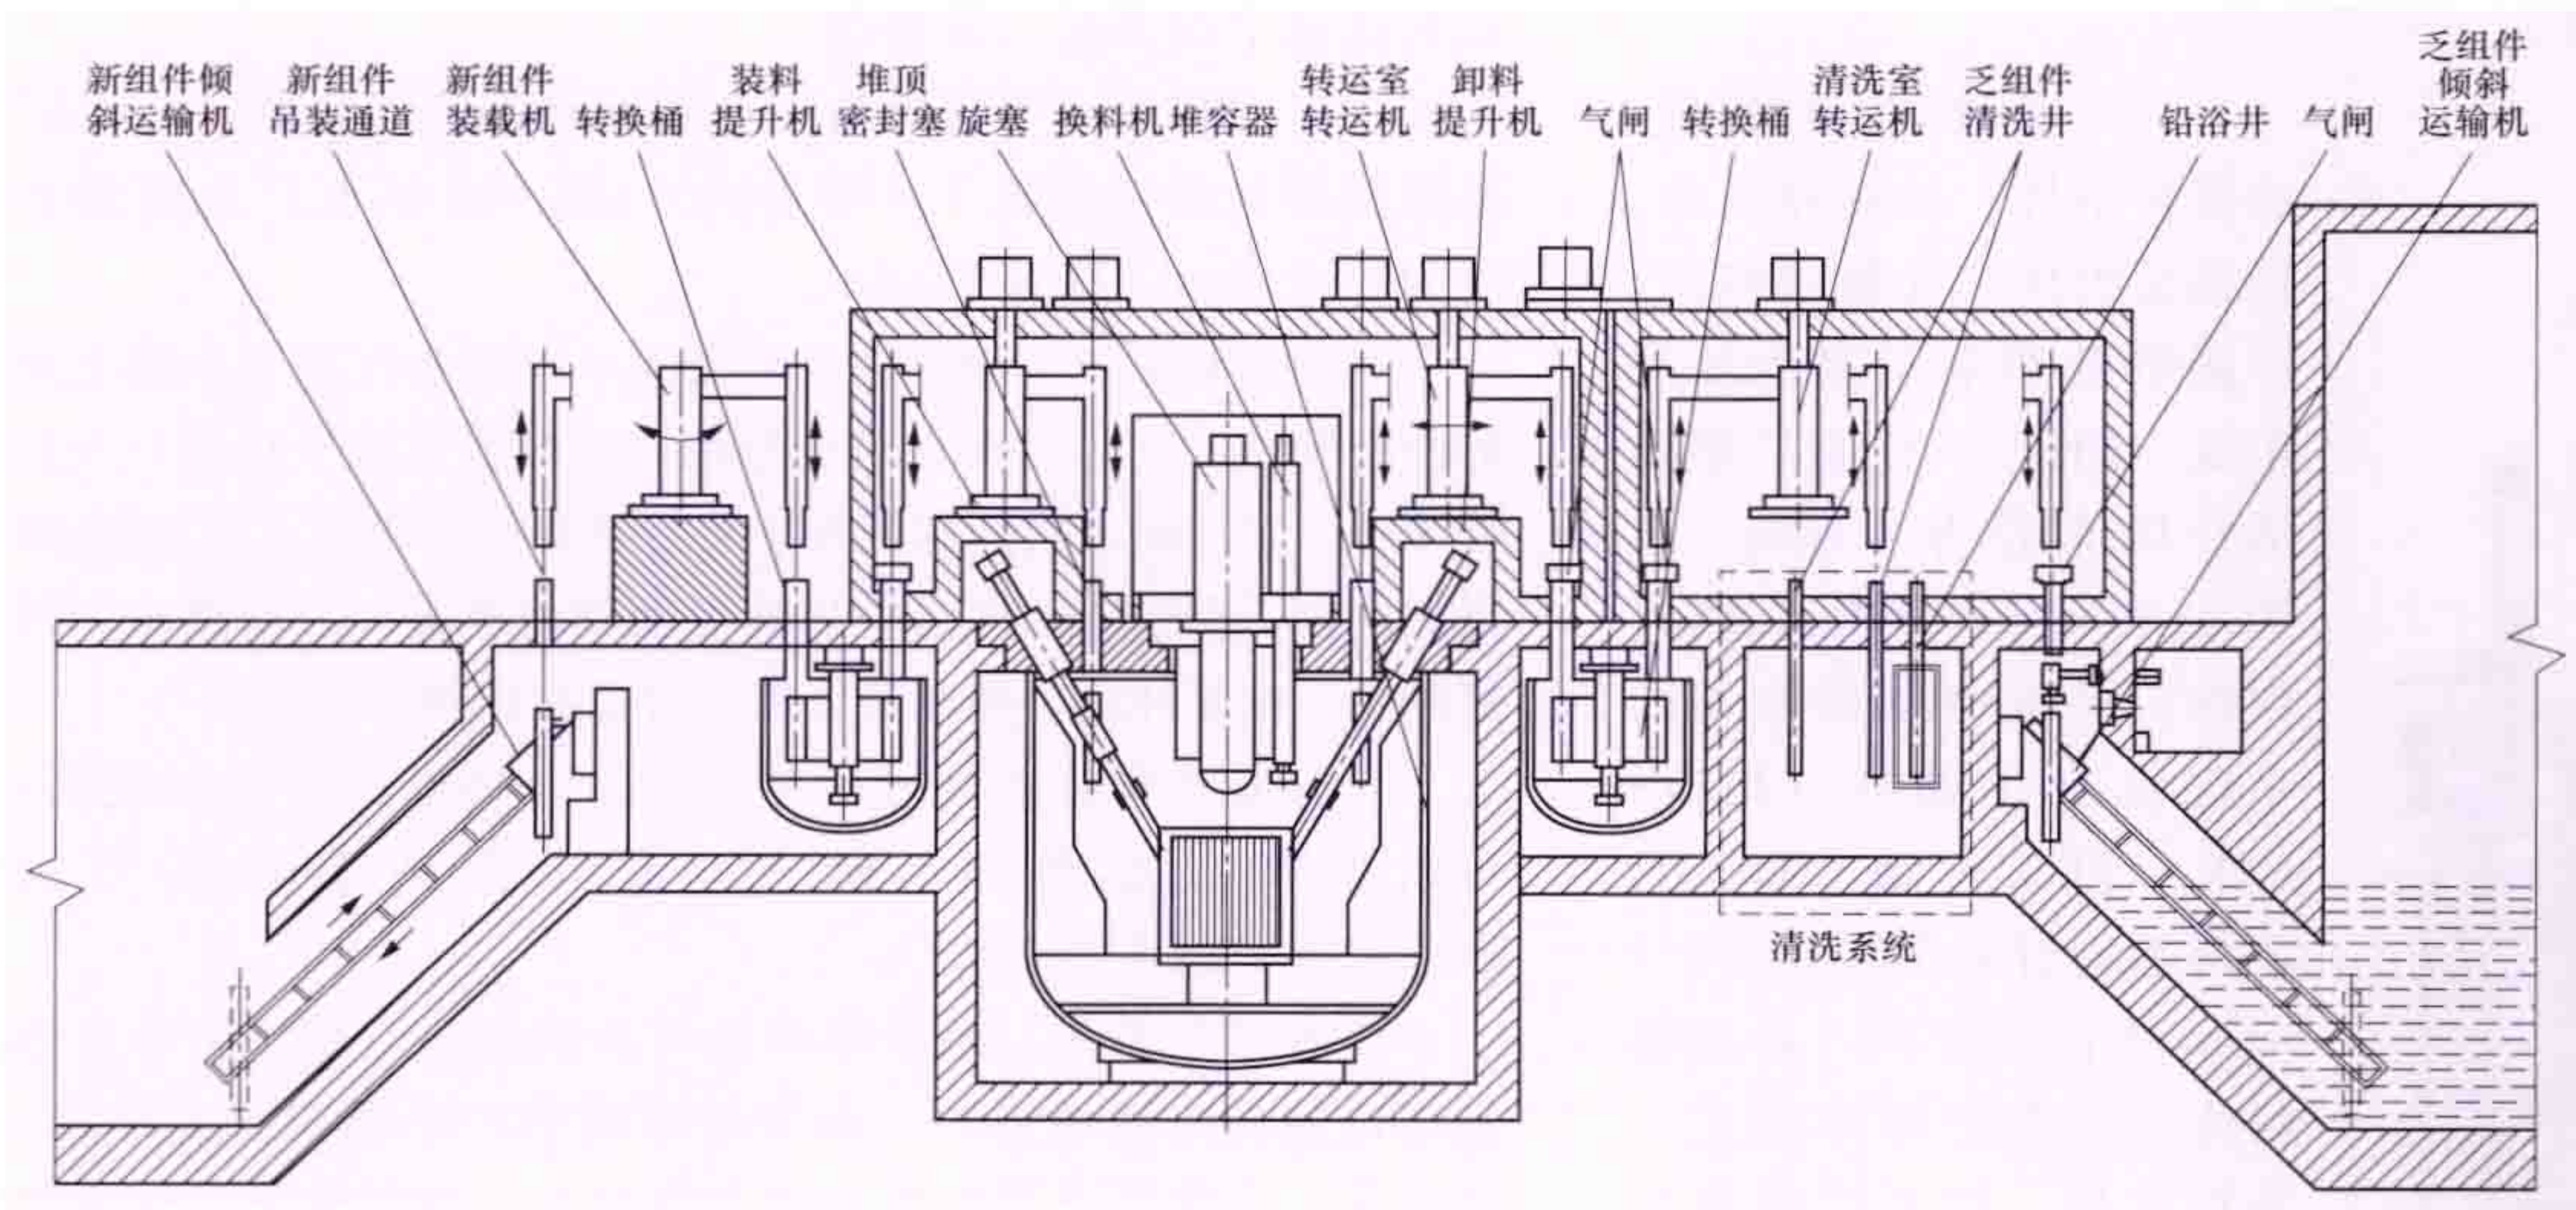 新组件倾
斜运输机
新组件
吊装通道
新组件
装载机
转换桶
装料
提升机
堆顶
密封塞
旋塞
换料机
堆容器
转运室
转运机
卸料
提升机
气闸
转换桶
清洗室
转运机
乏组件
清洗井
铅浴井
气闸
乏组件
倾斜
运输机
清洗系统